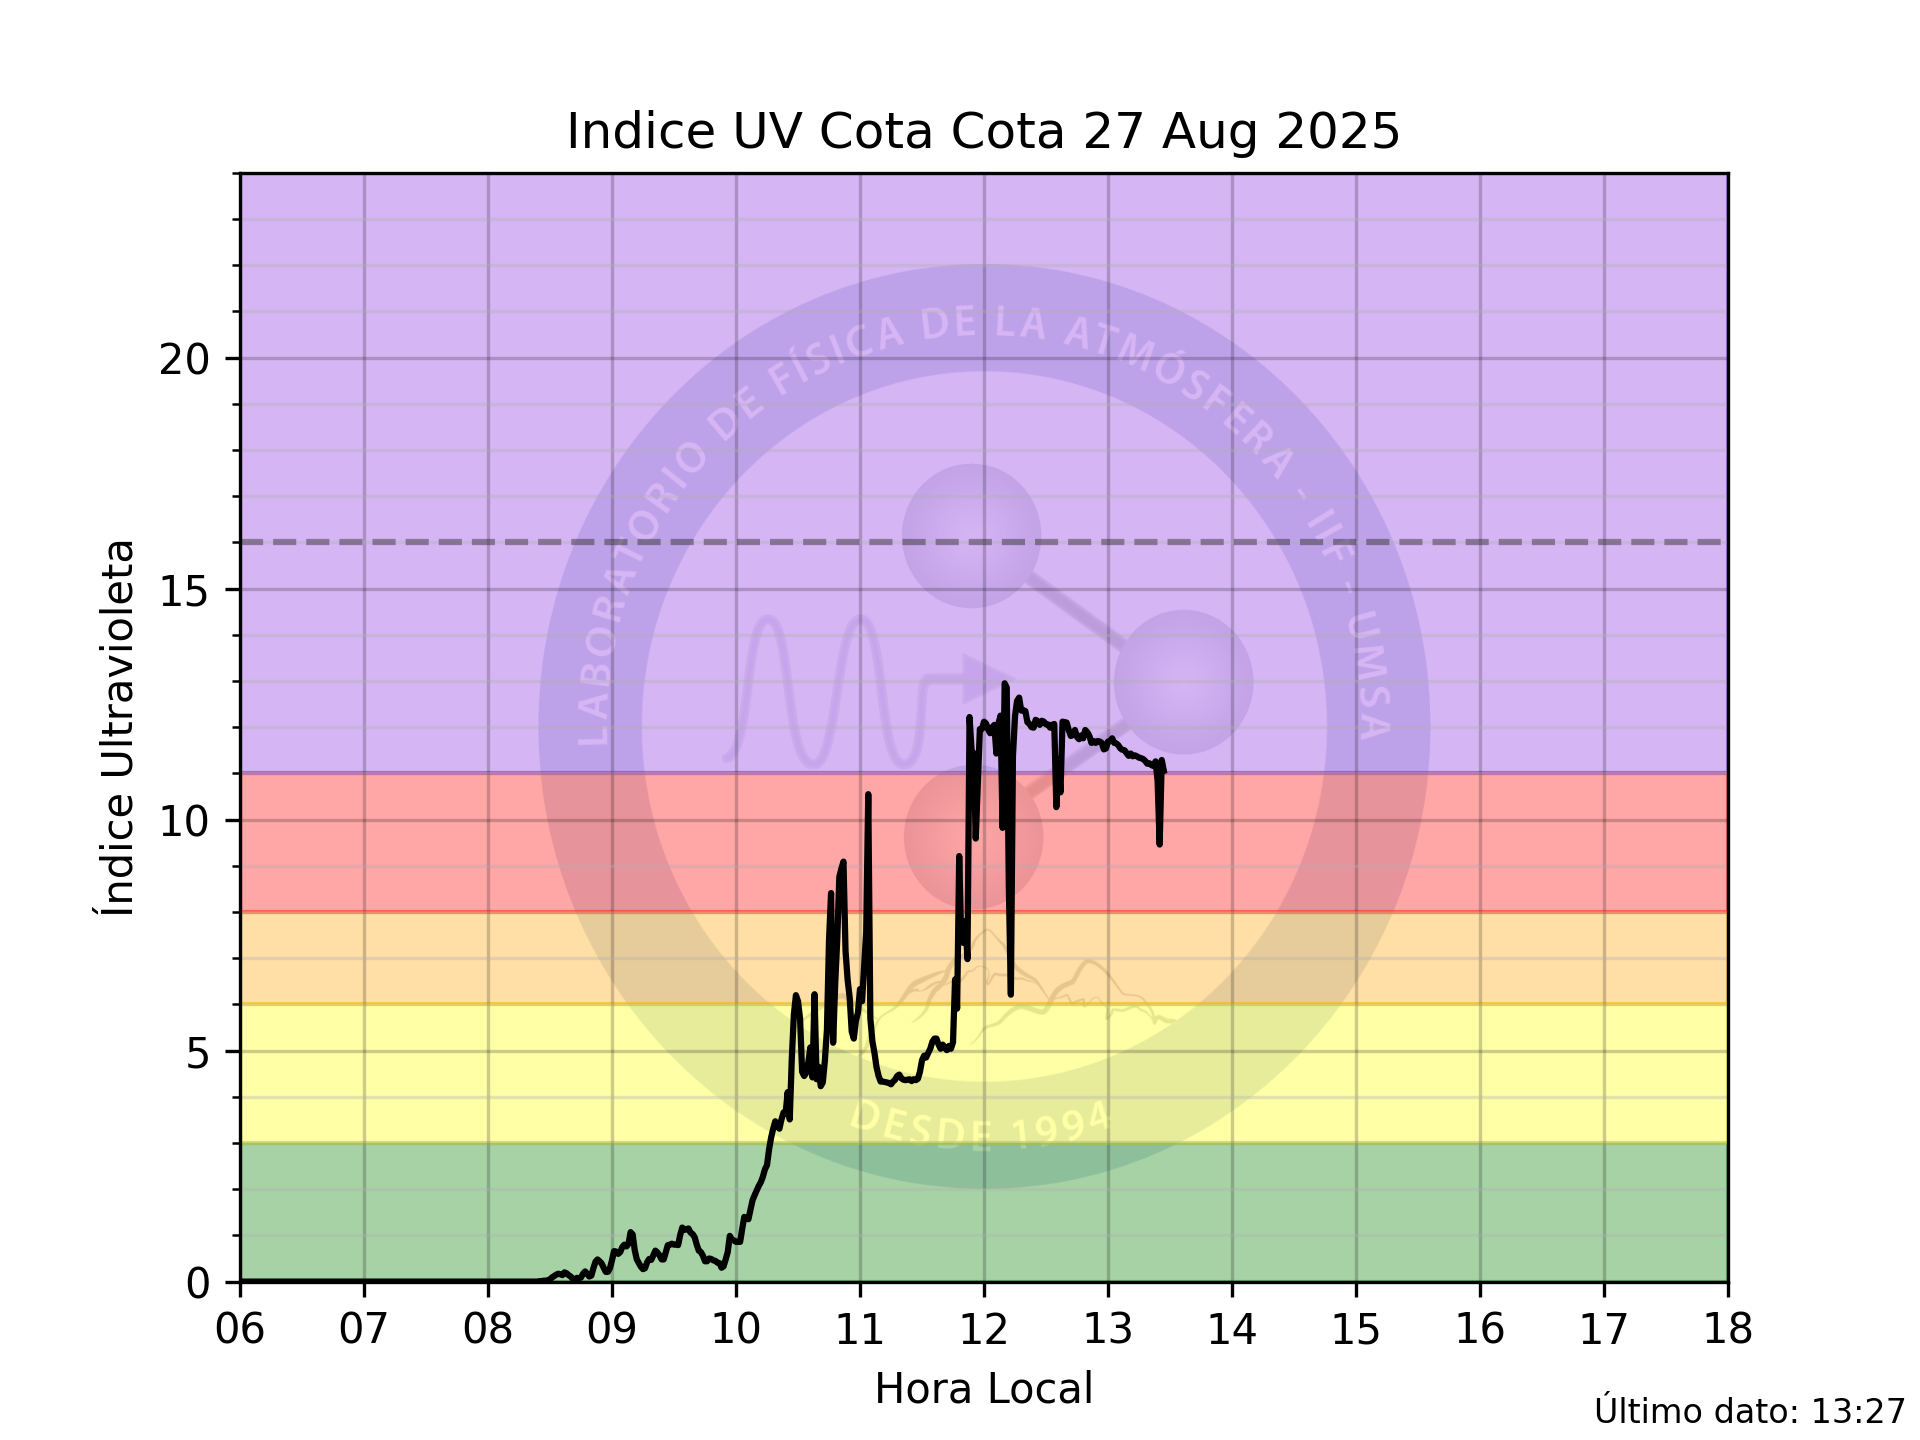 Indice UV Cota Cota 27 Aug 2025
LABORATORIO DE FÍSICA DE LA ATMÓSFERA - IIF - UMSA
DESDE 1994
Índice Ultravioleta
20
15
10
5
0
06 07 08 09 10 11 12 13 14 15 16 17 18
Hora Local
Último dato: 13:27